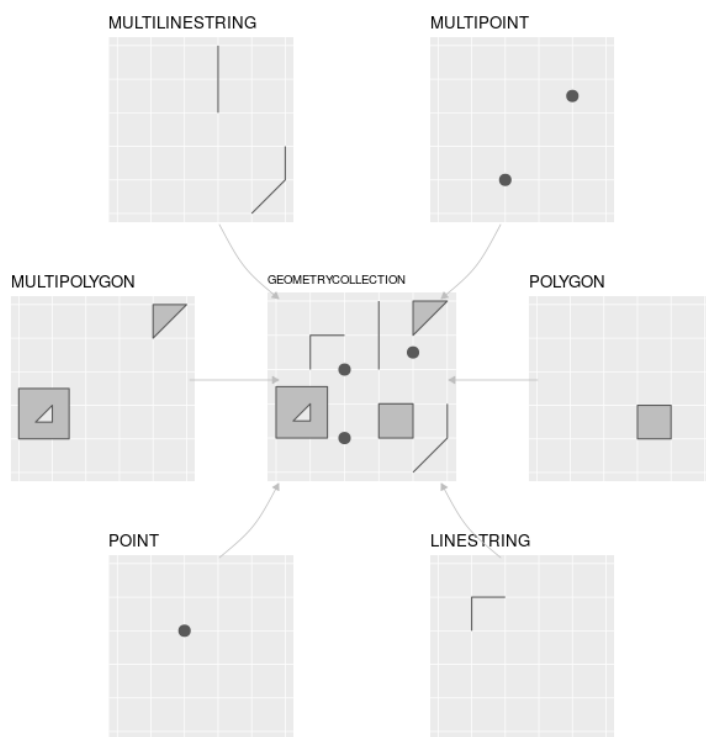 MULTILINESTRING
MULTIPOINT
MULTIPOLYGON
GEOMETRYCOLLECTION
POLYGON
POINT
LINESTRING